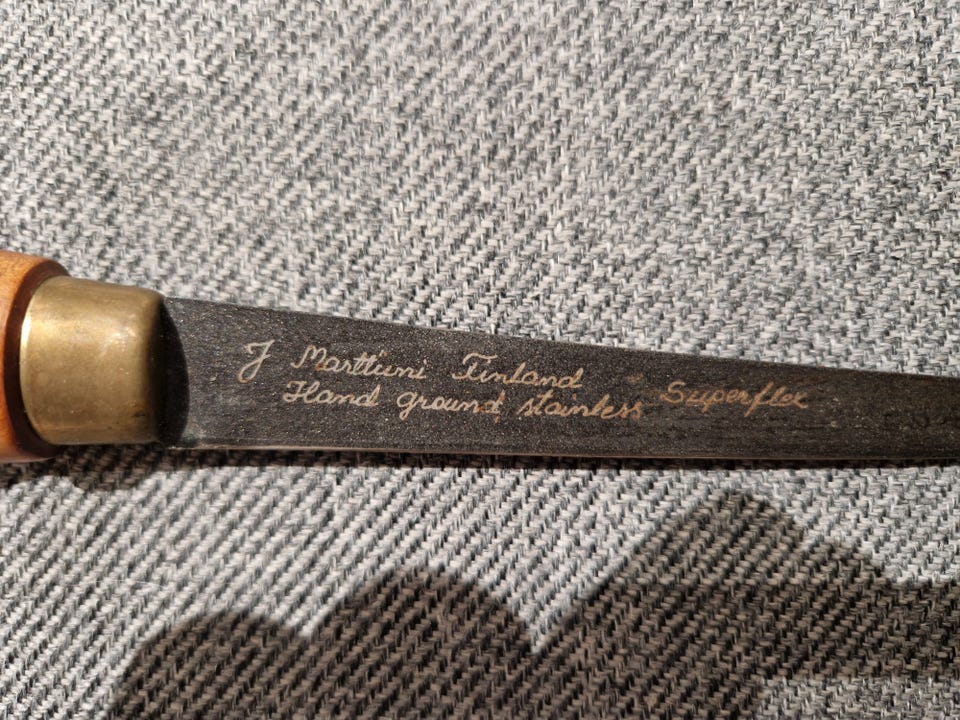 J Marttiini Finland
Hand ground stainless Superflex